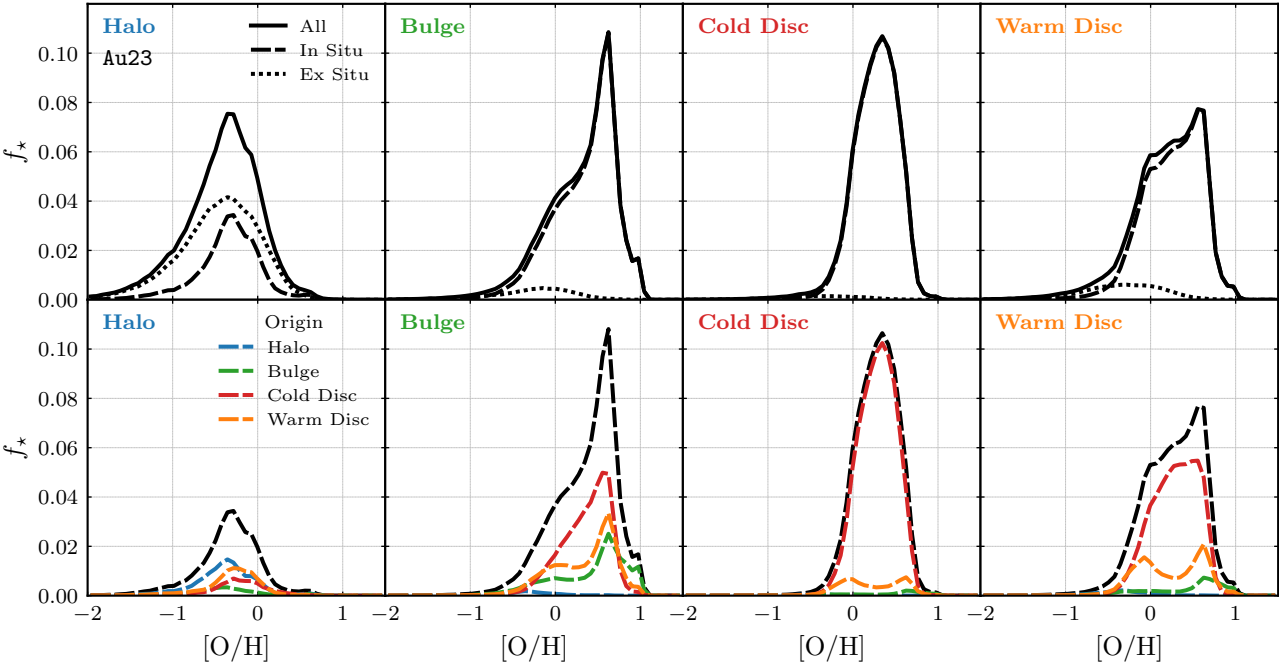 Halo
Au23
All
In Situ
Ex Situ
Bulge
Cold Disc
Warm Disc
0.10
0.08
0.06
0.04
0.02
0.00
f⋆
Halo
Origin
Halo
Bulge
Cold Disc
Warm Disc
Bulge
Cold Disc
Warm Disc
0.10
0.08
0.06
0.04
0.02
0.00
f⋆
−2 −1 0 1 −2 −1 0 1 −2 −1 0 1 −2 −1 0 1
[O/H] [O/H] [O/H] [O/H]